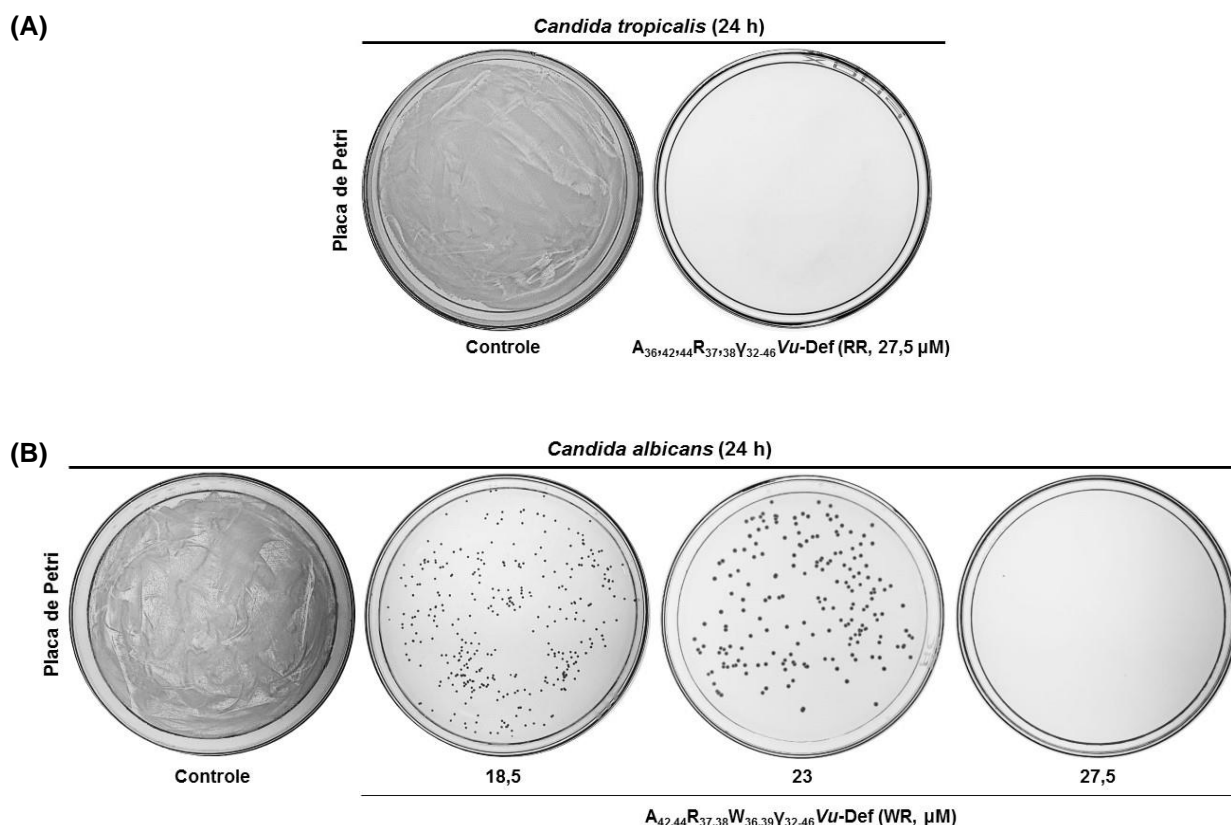 (A)
Candida tropicalis (24 h)
Placa de Petri
Controle
A₃₆,₄₂,₄₄R₃₇,₃₈γ₃₂₋₄₆Vu-Def (RR, 27,5 µM)
(B)
Candida albicans (24 h)
Placa de Petri
Controle
18,5
23
27,5
A₄₂,₄₄R₃₇,₃₈W₃₆,₃₉γ₃₂₋₄₆Vu-Def (WR, µM)